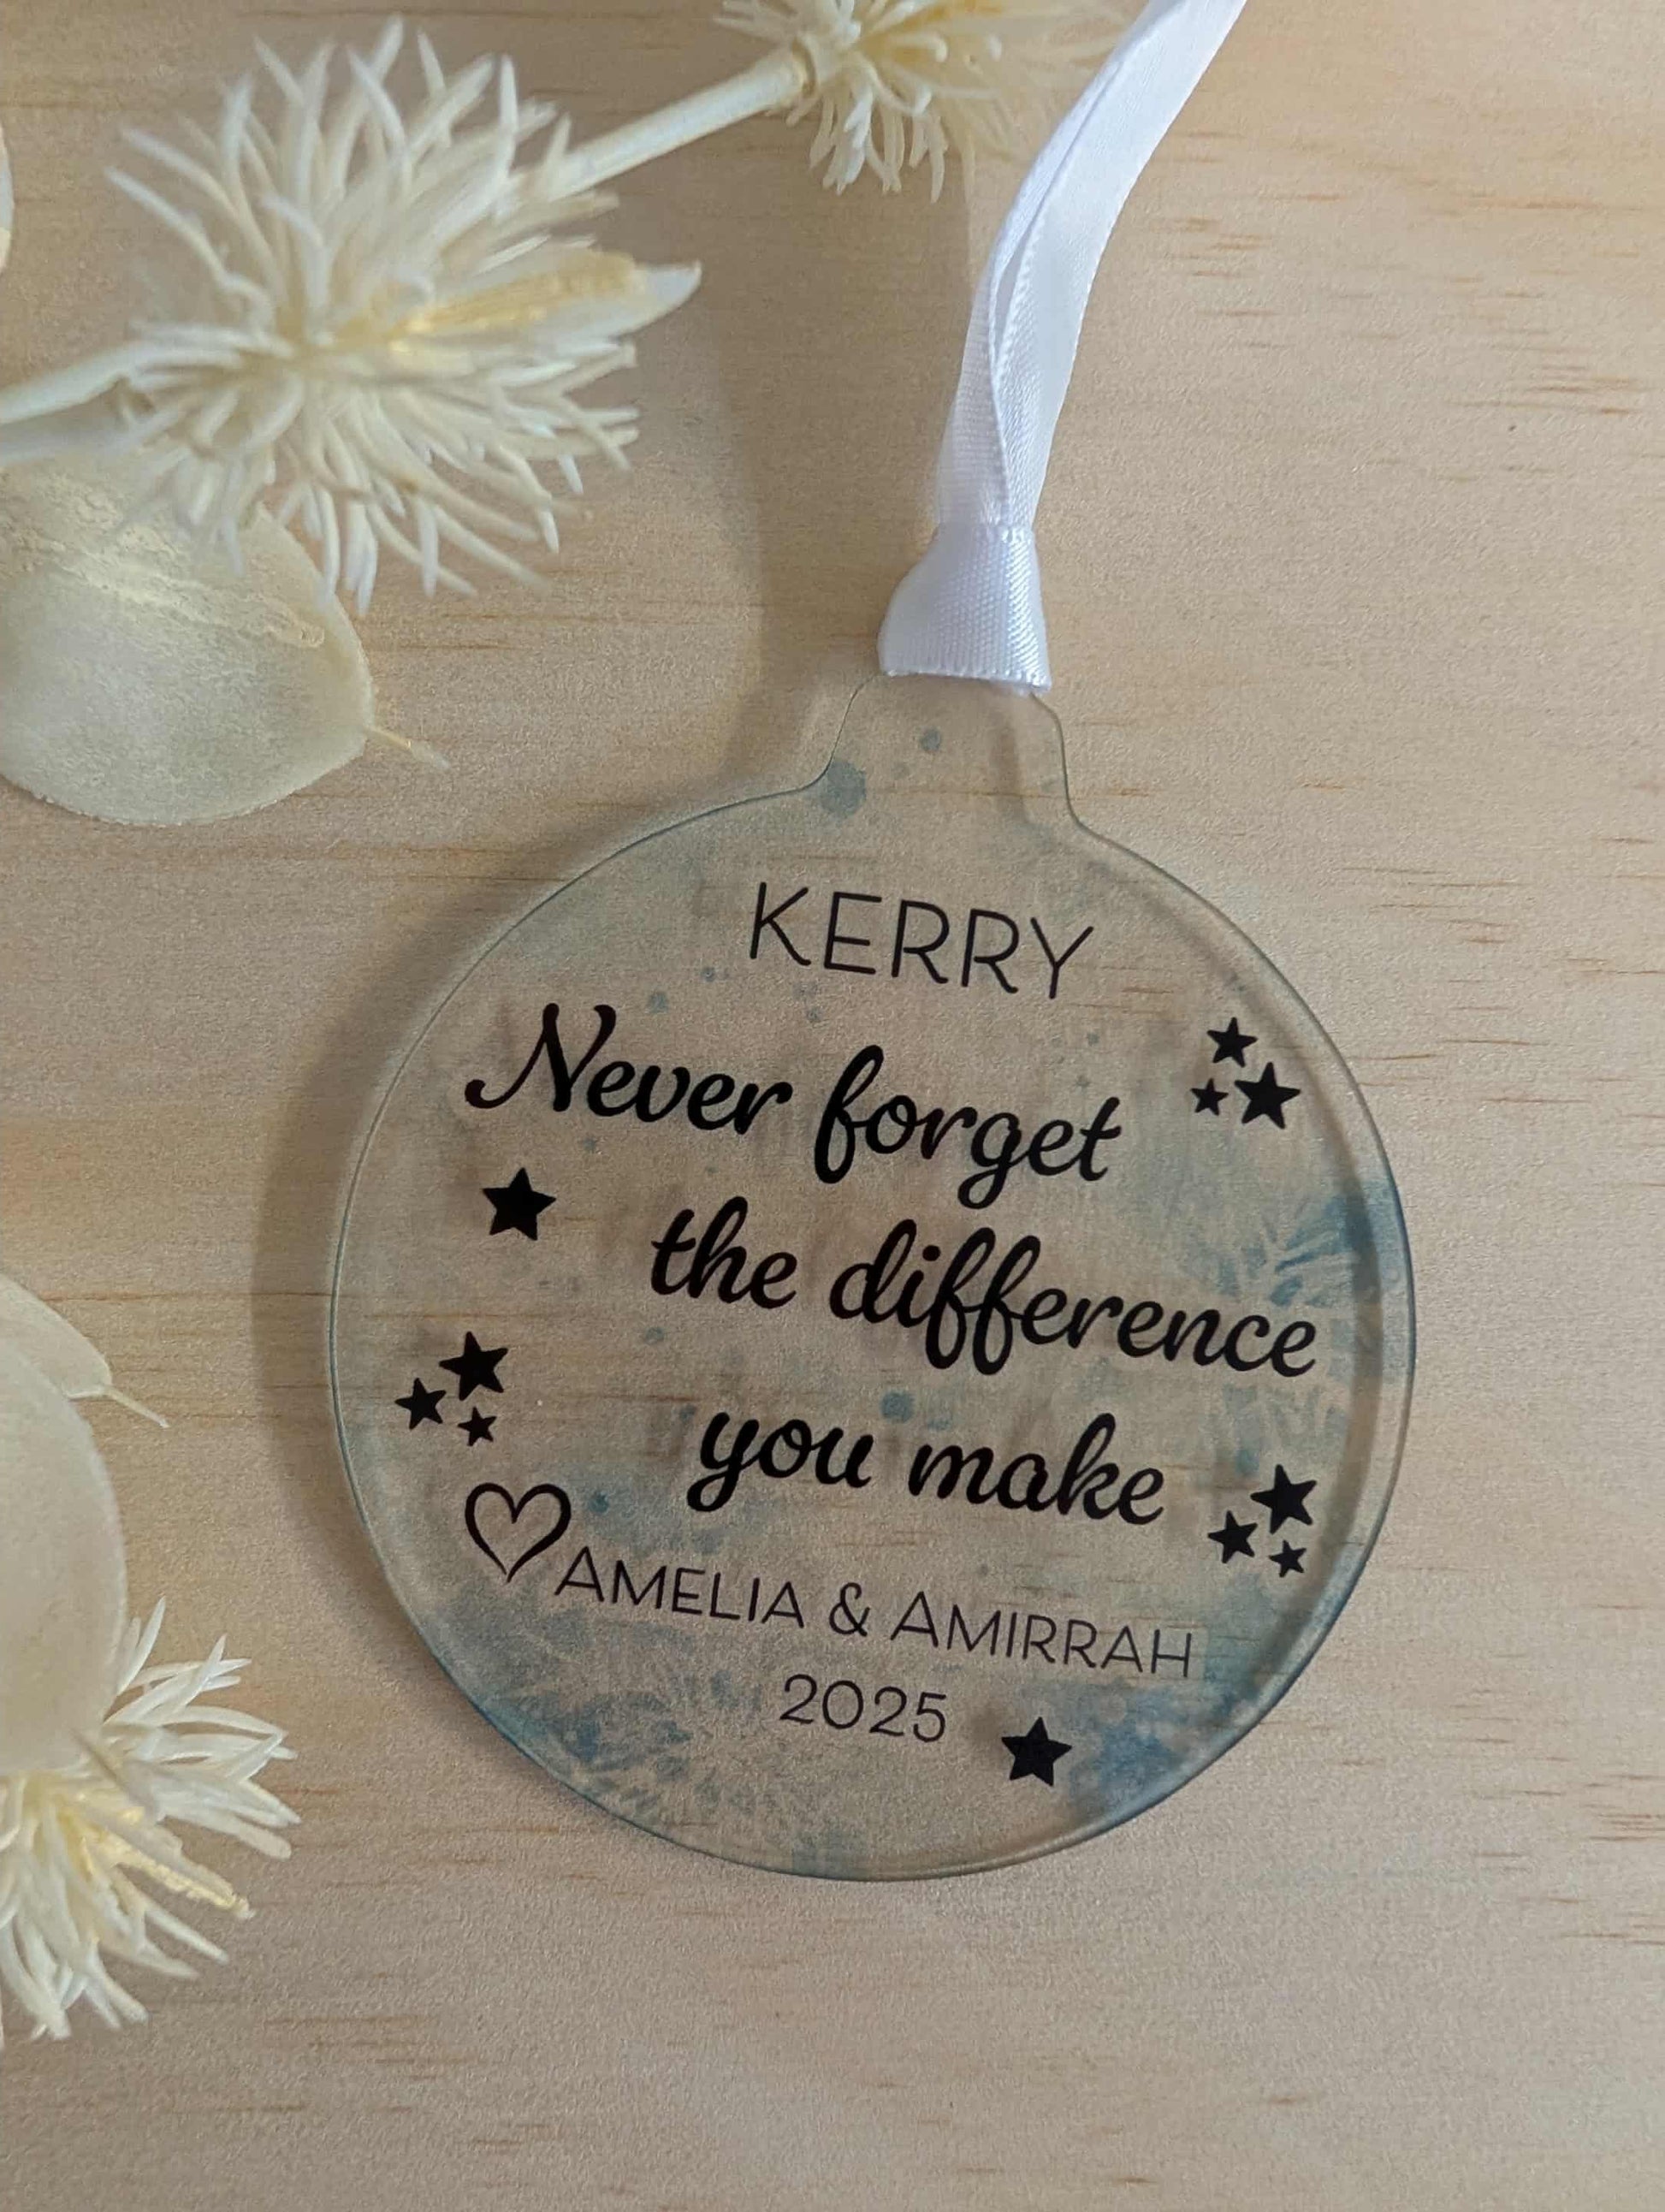 KERRY
Never forget
the difference
you make
AMELIA & AMIRRAH
2025